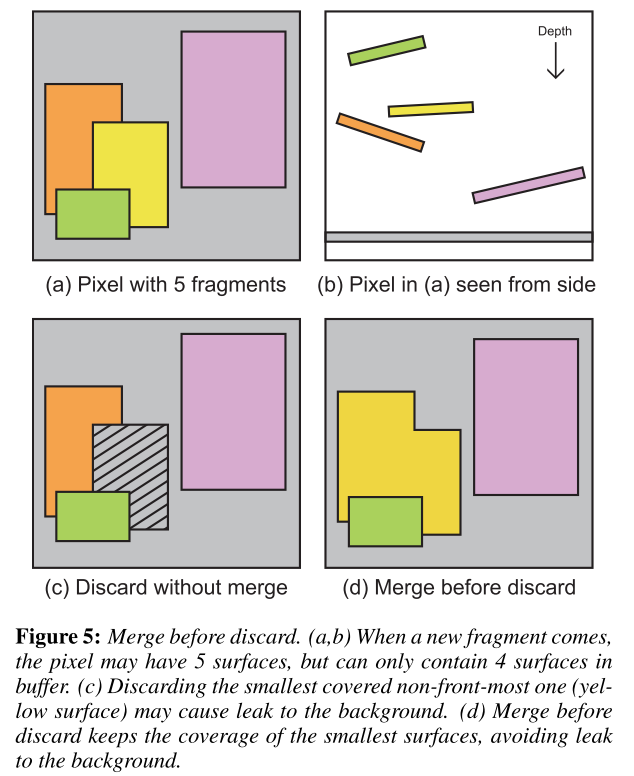 Depth
(a) Pixel with 5 fragments
(b) Pixel in (a) seen from side
(c) Discard without merge
(d) Merge before discard
Figure 5: Merge before discard. (a,b) When a new fragment comes,
the pixel may have 5 surfaces, but can only contain 4 surfaces in
buffer. (c) Discarding the smallest covered non-front-most one (yel-
low surface) may cause leak to the background. (d) Merge before
discard keeps the coverage of the smallest surfaces, avoiding leak
to the background.